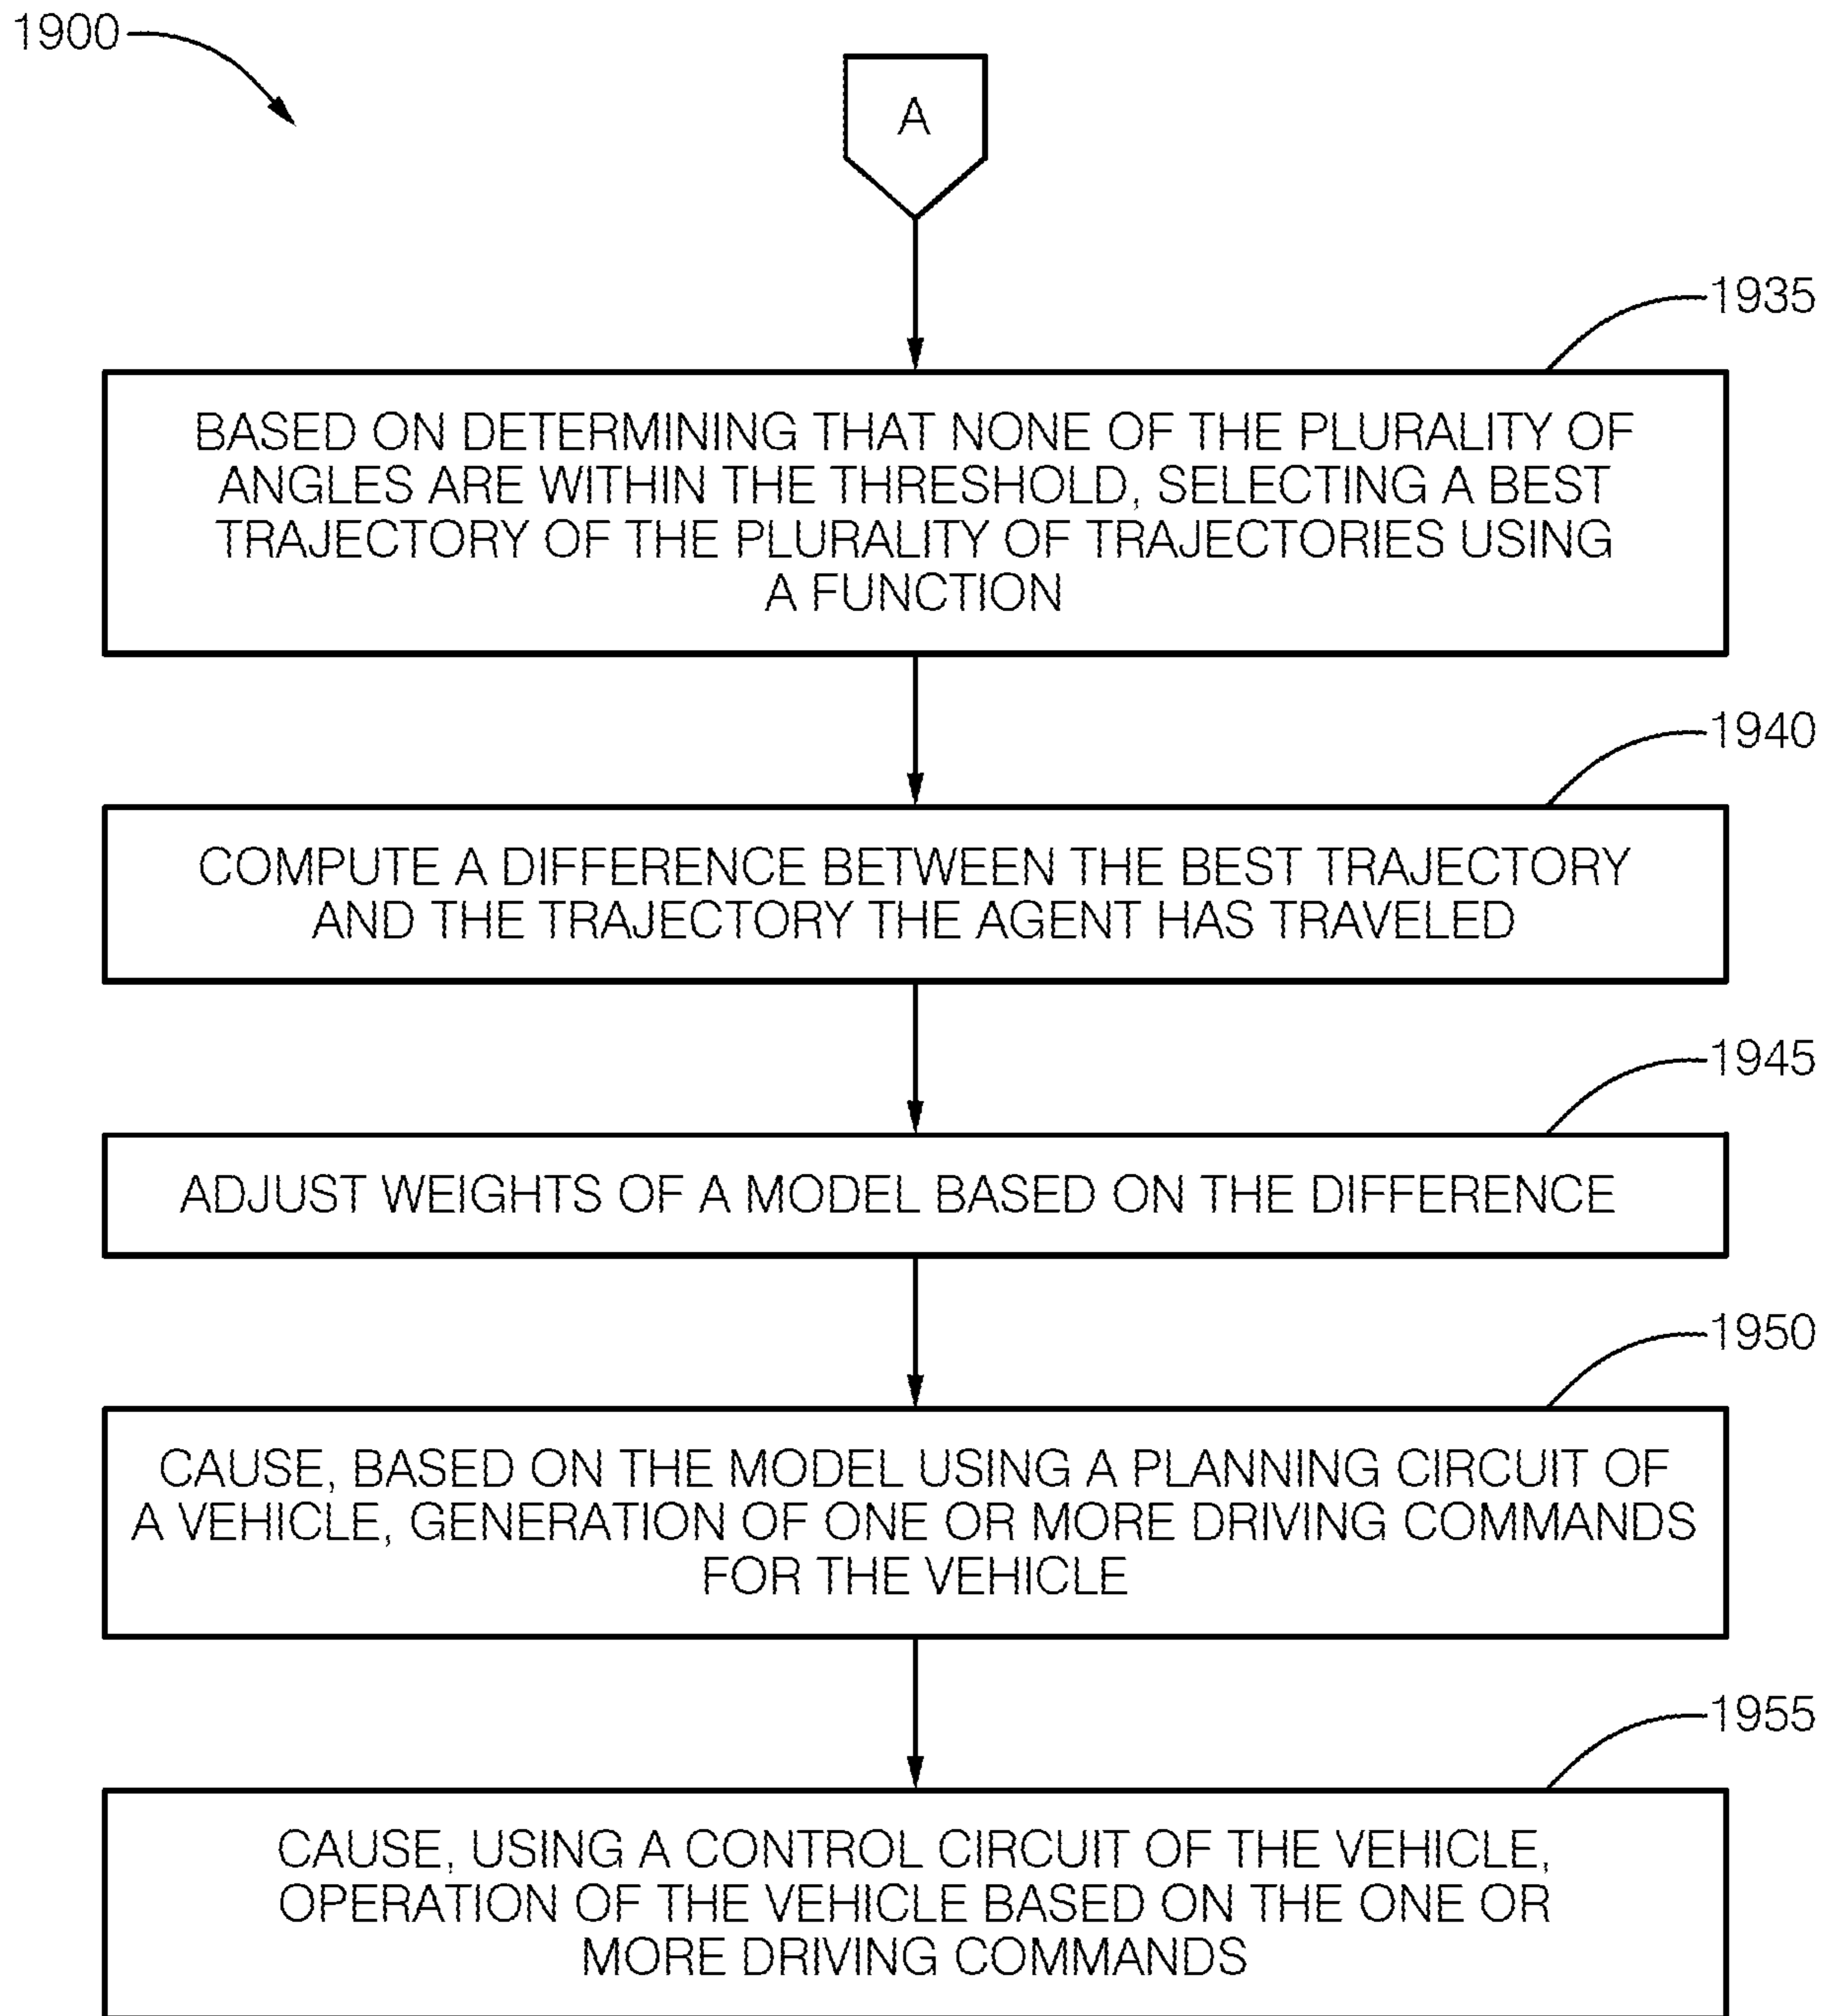 1900
A
1935
BASED ON DETERMINING THAT NONE OF THE PLURALITY OF
ANGLES ARE WITHIN THE THRESHOLD, SELECTING A BEST
TRAJECTORY OF THE PLURALITY OF TRAJECTORIES USING
A FUNCTION
1940
COMPUTE A DIFFERENCE BETWEEN THE BEST TRAJECTORY
AND THE TRAJECTORY THE AGENT HAS TRAVELED
1945
ADJUST WEIGHTS OF A MODEL BASED ON THE DIFFERENCE
1950
CAUSE, BASED ON THE MODEL USING A PLANNING CIRCUIT OF
A VEHICLE, GENERATION OF ONE OR MORE DRIVING COMMANDS
FOR THE VEHICLE
1955
CAUSE, USING A CONTROL CIRCUIT OF THE VEHICLE,
OPERATION OF THE VEHICLE BASED ON THE ONE OR
MORE DRIVING COMMANDS